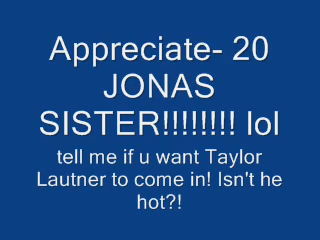 Appreciate- 20
JONAS
SISTER!!!!!!!! lol
tell me if u want Taylor
Lautner to come in! Isn't he
hot?!